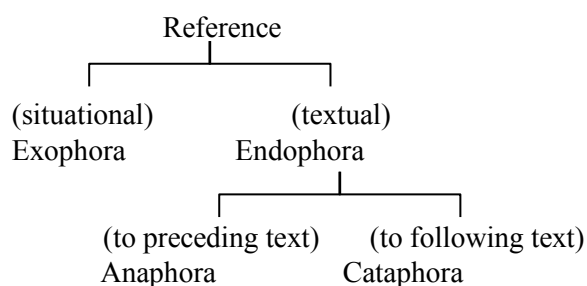 Reference
(situational) (textual)
Exophora Endophora
(to preceding text) (to following text)
Anaphora Cataphora